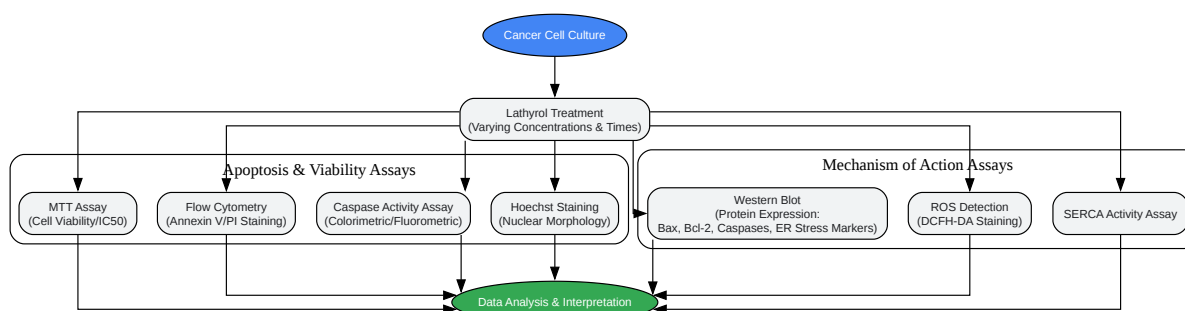 Cancer Cell Culture
Lathyrol Treatment
(Varying Concentrations & Times)
Apoptosis & Viability Assays
Mechanism of Action Assays
MTT Assay
(Cell Viability/IC50)
Flow Cytometry
(Annexin V/PI Staining)
Caspase Activity Assay
(Colorimetric/Fluorometric)
Hoechst Staining
(Nuclear Morphology)
Western Blot
(Protein Expression:
Bax, Bcl-2, Caspases, ER Stress Markers)
ROS Detection
(DCFH-DA Staining)
SERCA Activity Assay
Data Analysis & Interpretation